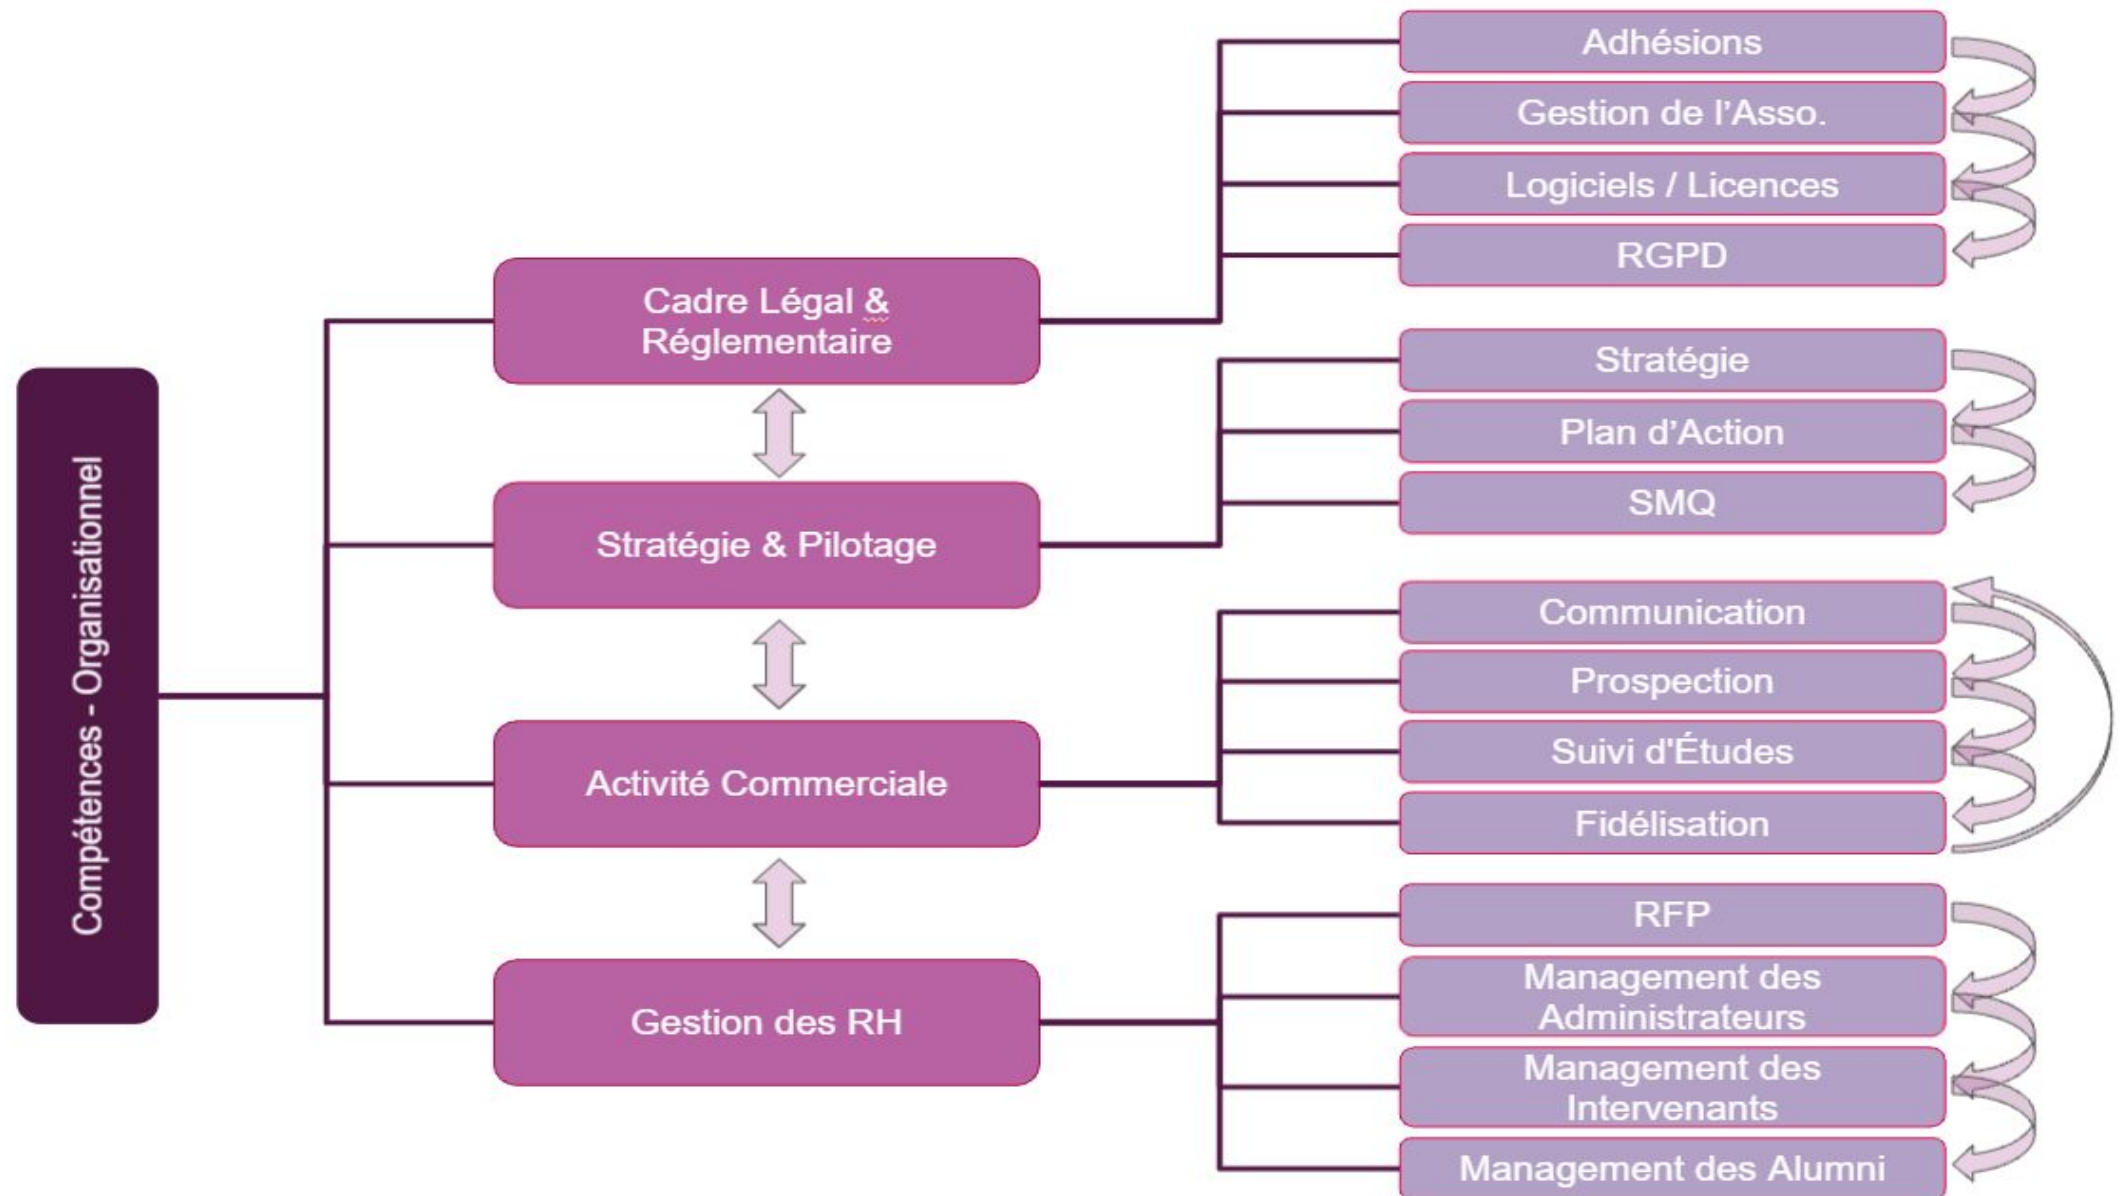 Compétences - Organisationnel
Cadre Légal &
Réglementaire
Adhésions
Gestion de l'Asso.
Logiciels / Licences
RGPD
Stratégie & Pilotage
Stratégie
Plan d'Action
SMQ
Activité Commerciale
Communication
Prospection
Suivi d'Études
Fidélisation
Gestion des RH
RFP
Management des
Administrateurs
Management des
Intervenants
Management des Alumni